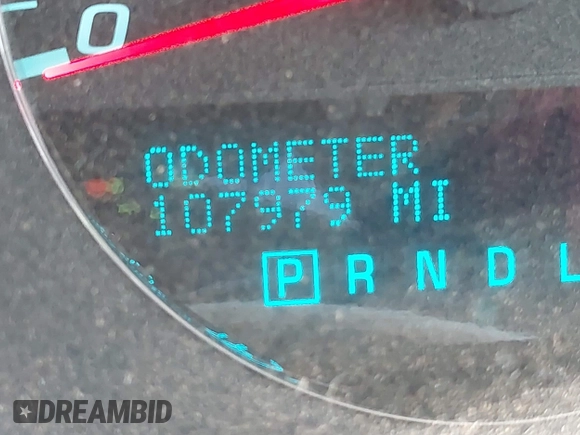 0
ODOMETER
107979 MI
P R N D L
DREAMBID